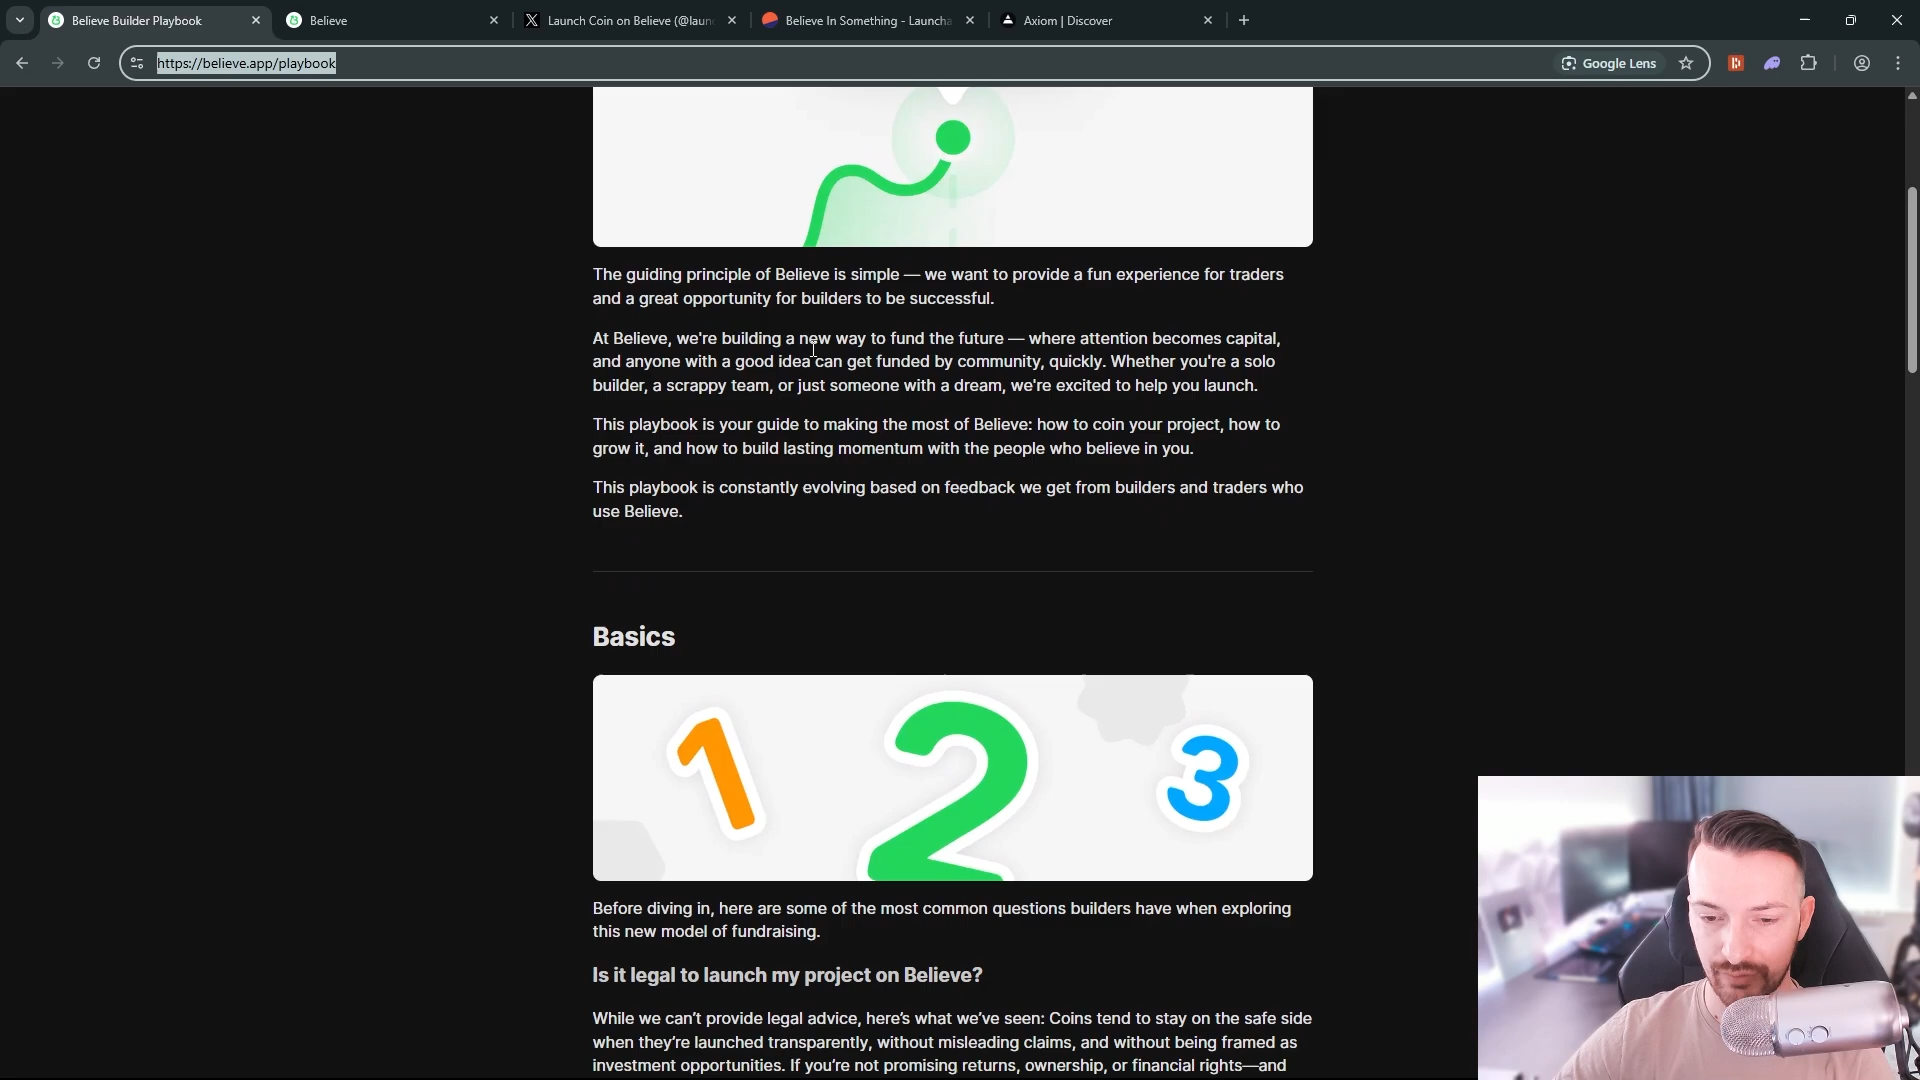 Believe Builder Playbook
Believe
Launch Coin on Believe (@laun
Believe In Something - Launcha
Axiom | Discover
https://believe.app/playbook
Google Lens
The guiding principle of Believe is simple — we want to provide a fun experience for traders
and a great opportunity for builders to be successful.
At Believe, we're building a new way to fund the future — where attention becomes capital,
and anyone with a good idea can get funded by community, quickly. Whether you're a solo
builder, a scrappy team, or just someone with a dream, we're excited to help you launch.
This playbook is your guide to making the most of Believe: how to coin your project, how to
grow it, and how to build lasting momentum with the people who believe in you.
This playbook is constantly evolving based on feedback we get from builders and traders who
use Believe.
Basics
1 2 3
Before diving in, here are some of the most common questions builders have when exploring
this new model of fundraising.
Is it legal to launch my project on Believe?
While we can't provide legal advice, here's what we've seen: Coins tend to stay on the safe side
when they're launched transparently, without misleading claims, and without being framed as
investment opportunities. If you're not promising returns, ownership, or financial rights—and